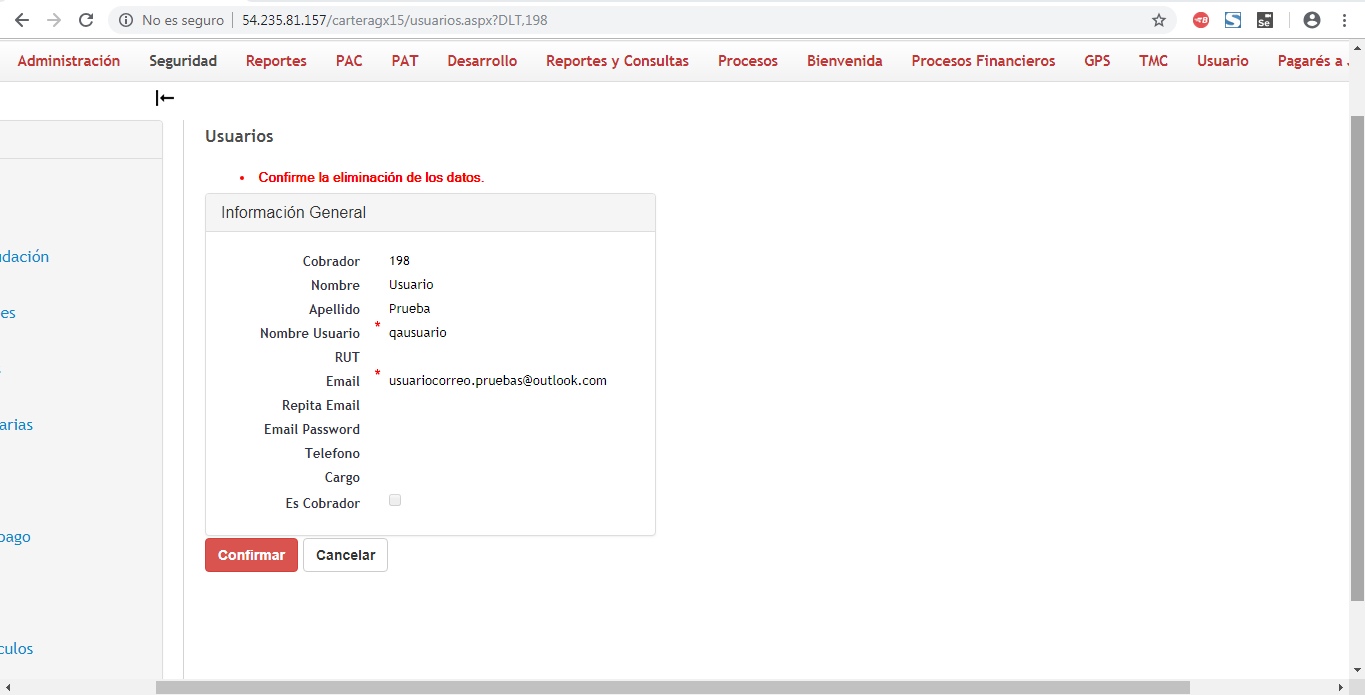 No es seguro
54.235.81.157/carteragx15/usuarios.aspx?DLT,198
Administración Seguridad Reportes PAC PAT Desarrollo Reportes y Consultas Procesos Bienvenida Procesos Financieros GPS TMC Usuario Pagarés a
Usuarios
• Confirme la eliminación de los datos.
Información General
Cobrador 198
Nombre Usuario
Apellido Prueba
Nombre Usuario * qausuario
RUT
Email * usuariocorreo.pruebas@outlook.com
Repita Email
Email Password
Telefono
Cargo
Es Cobrador
Confirmar Cancelar
udación
es
arias
pago
culos